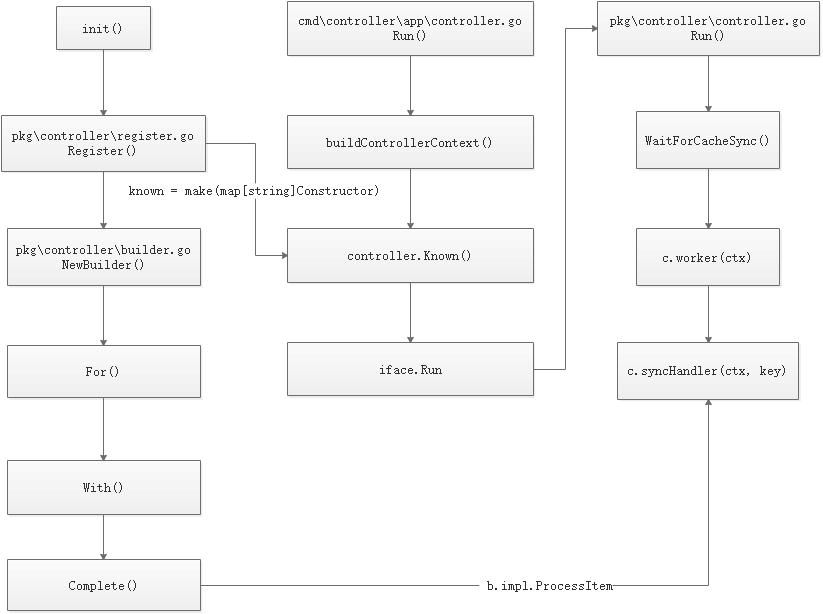 init()
pkg\controller\register.go
Register()
known = make(map[string]Constructor)
pkg\controller\builder.go
NewBuilder()
For()
With()
Complete()
b.impl.ProcessItem
cmd\controller\app\controller.go
Run()
buildControllerContext()
controller.Known()
iface.Run
pkg\controller\controller.go
Run()
WaitForCacheSync()
c.worker(ctx)
c.syncHandler(ctx, key)